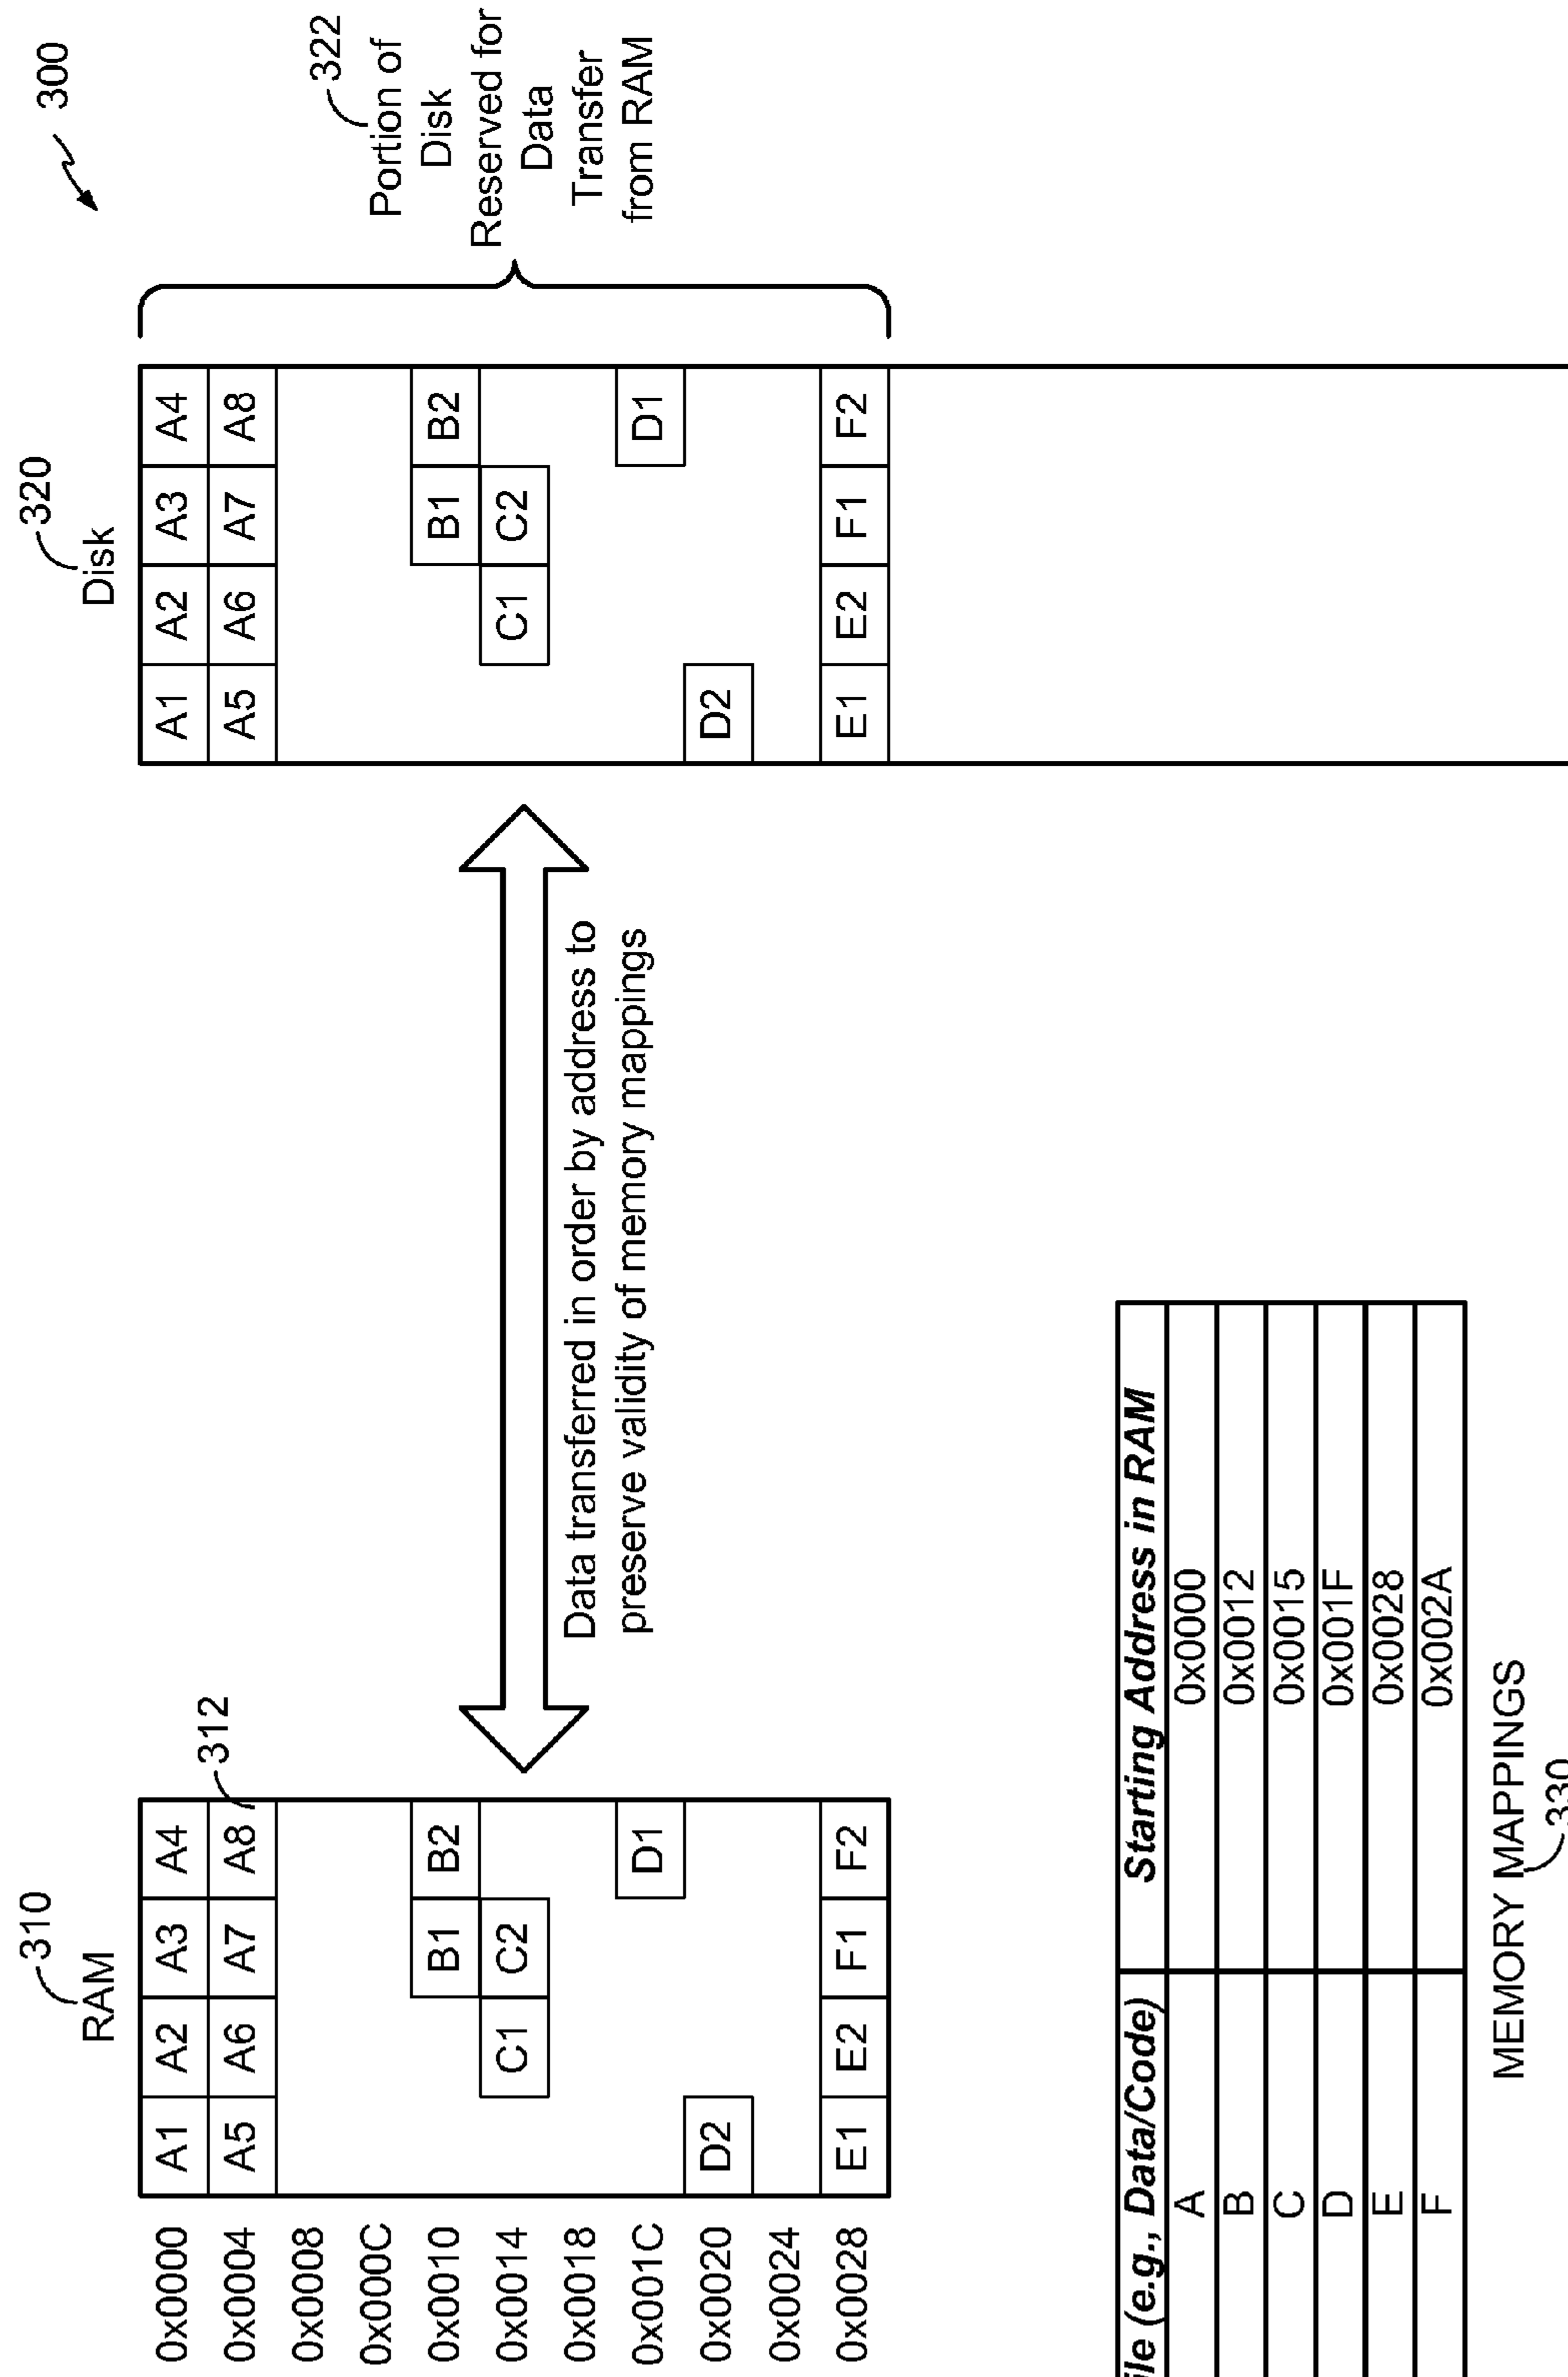 300
310
RAM
0x0000 A1 A2 A3 A4
0x0004 A5 A6 A7 A8
312
0x0008
0x000C
0x0010 B1 B2
0x0014 C1 C2
0x0018
0x001C D1
0x0020 D2
0x0024
0x0028 E1 E2 F1 F2
Data transferred in order by address to
preserve validity of memory mappings
320
Disk
A1 A2 A3 A4
A5 A6 A7 A8
B1 B2
C1 C2
D1
D2
E1 E2 F1 F2
322
Portion of
Disk
Reserved for
Data
Transfer
from RAM
(e.g., Data/Code) Starting Address in RAM
A 0x0000
B 0x0012
C 0x0015
D 0x001F
E 0x0028
F 0x002A
MEMORY MAPPINGS
330